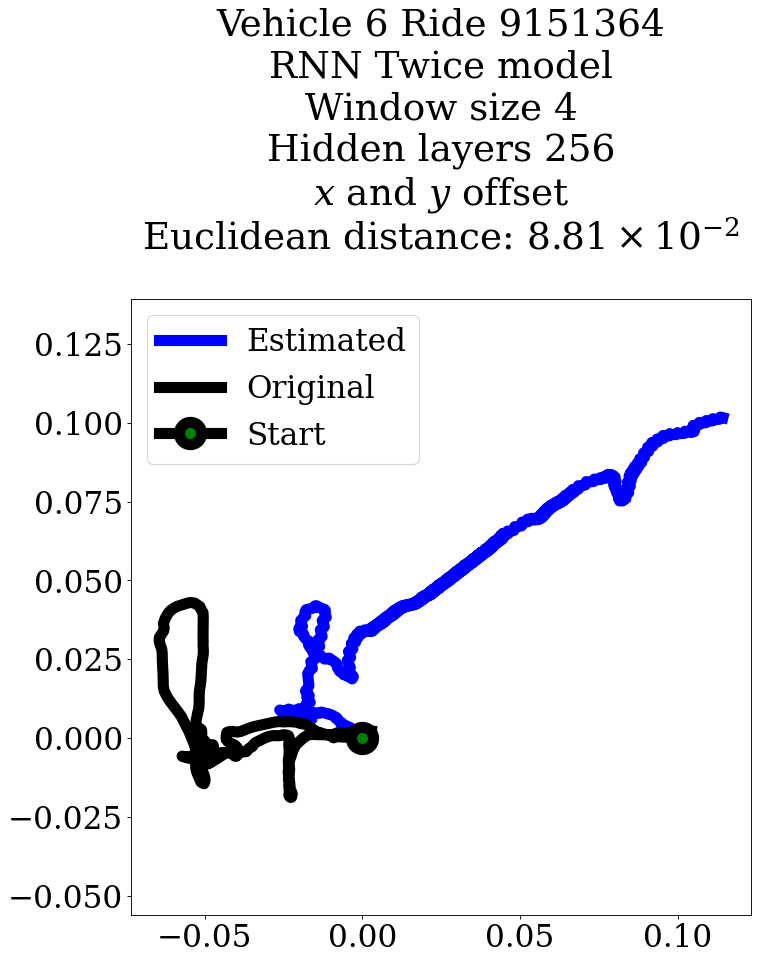 Vehicle 6 Ride 9151364
RNN Twice model
Window size 4
Hidden layers 256
x and y offset
Euclidean distance: 8.81 × 10⁻²
Estimated
Original
Start
0.125
0.100
0.075
0.050
0.025
0.000
−0.025
−0.050
−0.05 0.00 0.05 0.10